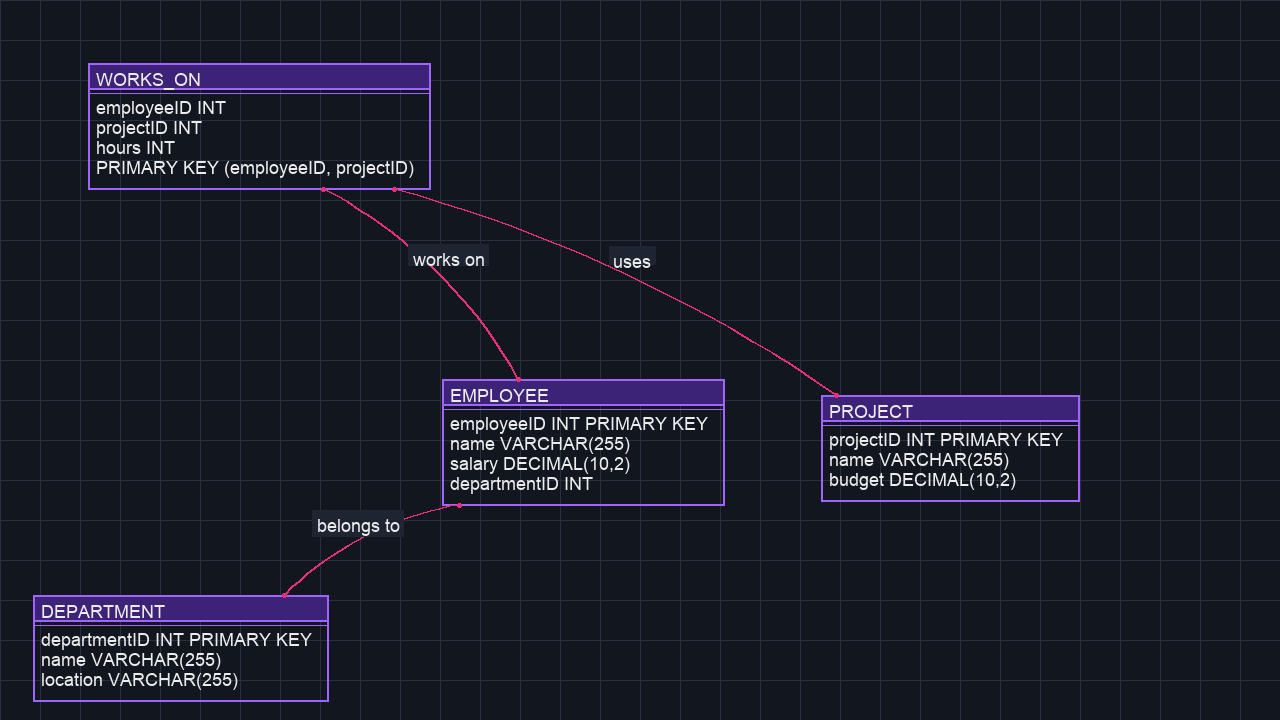 WORKS_ON
employeeID INT
projectID INT
hours INT
PRIMARY KEY (employeeID, projectID)
works on
uses
EMPLOYEE
employeeID INT PRIMARY KEY
name VARCHAR(255)
salary DECIMAL(10,2)
departmentID INT
PROJECT
projectID INT PRIMARY KEY
name VARCHAR(255)
budget DECIMAL(10,2)
belongs to
DEPARTMENT
departmentID INT PRIMARY KEY
name VARCHAR(255)
location VARCHAR(255)